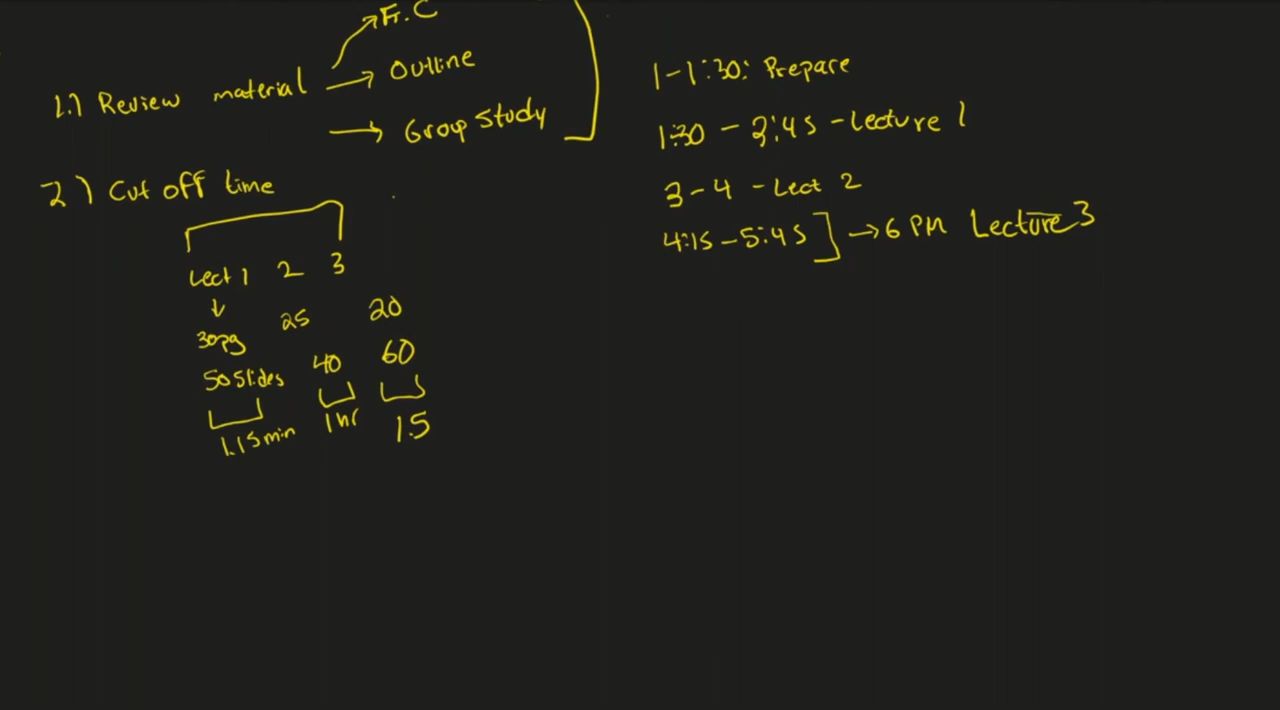 Fr. C
1.) Review material → Outline
→ Group Study
2.) Cut off time
Lect 1 2 3
30pg 25 20
50 slides 40 60
1.15min 1hr 1.5
1-1:30: Prepare
1:30 - 2:45 - Lecture 1
3-4 - Lect 2
4:15 - 5:45 ] → 6 PM Lecture 3